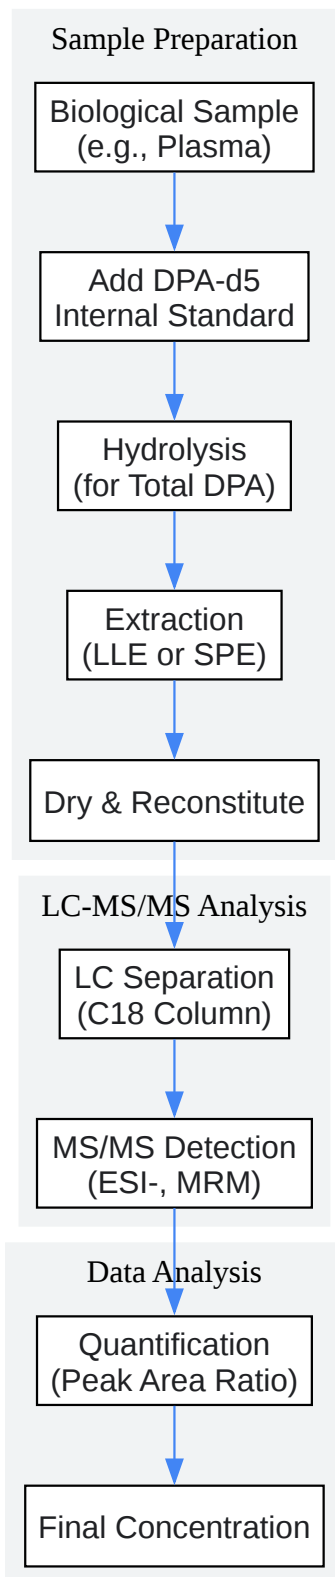 Sample Preparation
Biological Sample
(e.g., Plasma)
Add DPA-d5
Internal Standard
Hydrolysis
(for Total DPA)
Extraction
(LLE or SPE)
Dry & Reconstitute
LC-MS/MS Analysis
LC Separation
(C18 Column)
MS/MS Detection
(ESI-, MRM)
Data Analysis
Quantification
(Peak Area Ratio)
Final Concentration